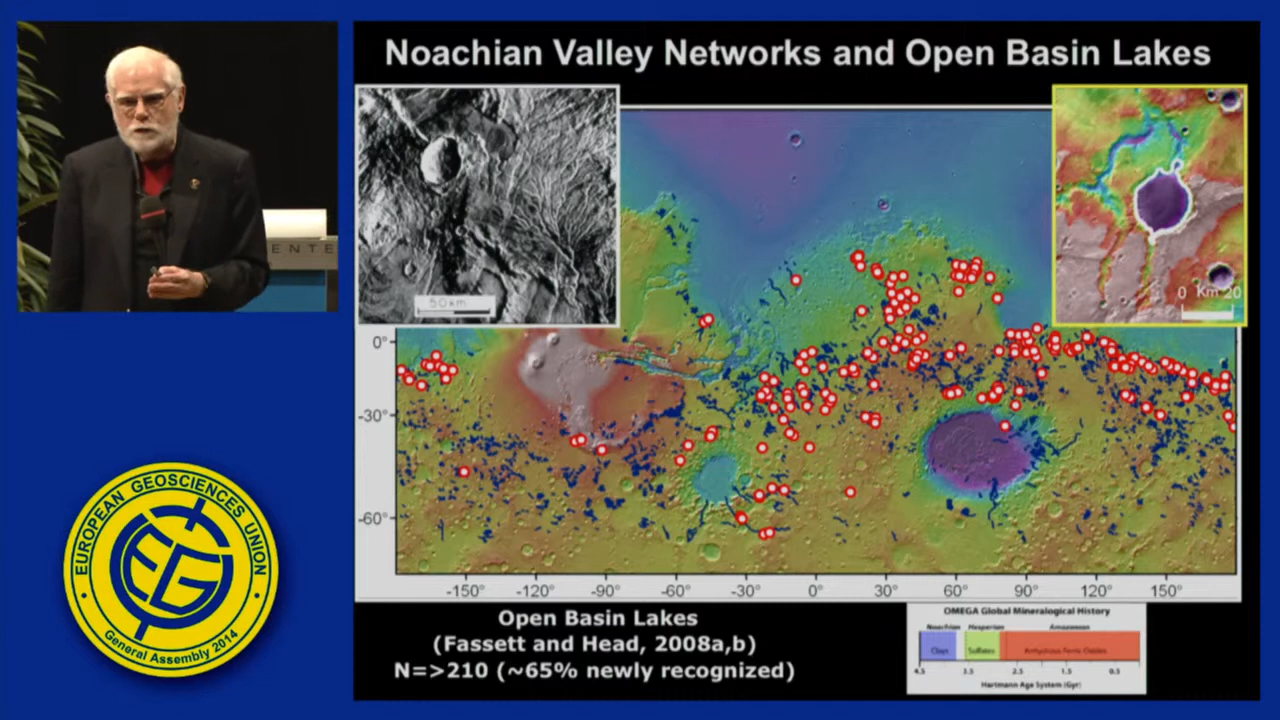 Noachian Valley Networks and Open Basin Lakes
50km
0 Km 20
0°
-30°
-60°
-150° -120° -90° -60° -30° 0° 30° 60° 90° 120° 150°
Open Basin Lakes
(Fassett and Head, 2008a,b)
N=>210 (~65% newly recognized)
OMEGA Global Mineralogical History
Noachian Hesperian Amazonian
Clays Sulfates Anhydrous Ferric Oxides
4.5 3.5 2.5 1.5 0.5
Hartmann Age System (Gyr)
ENTE
EUROPEAN GEOSCIENCES UNION
EGU
General Assembly 2014